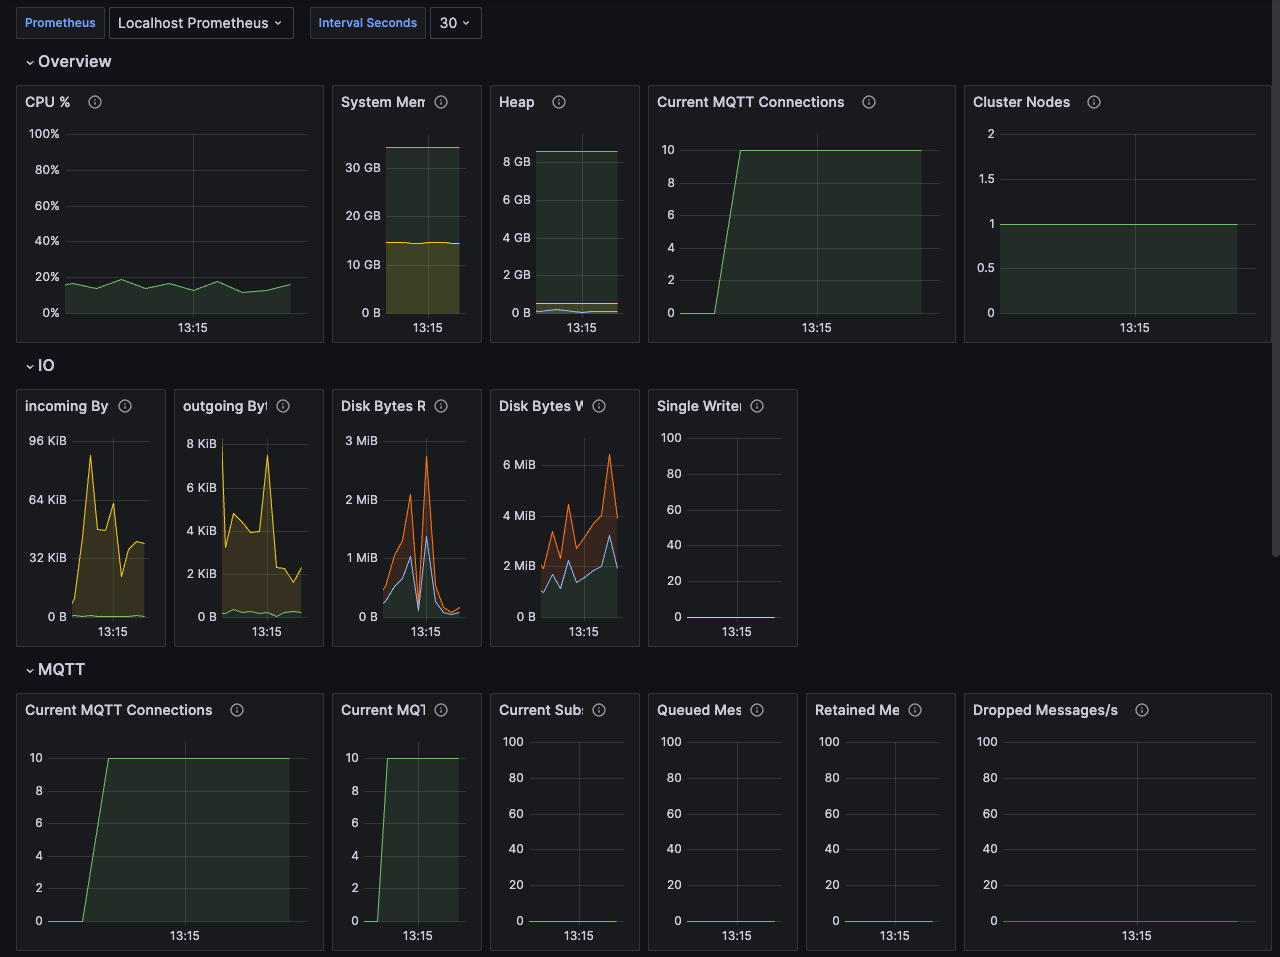 Prometheus Localhost Prometheus Interval Seconds 30
Overview
CPU %
100%
80%
60%
40%
20%
0%
13:15
System Mem
30 GB
20 GB
10 GB
0 B
13:15
Heap
8 GB
6 GB
4 GB
2 GB
0 B
13:15
Current MQTT Connections
10
8
6
4
2
0
13:15
Cluster Nodes
2
1.5
1
0.5
0
13:15
IO
incoming By
96 KiB
64 KiB
32 KiB
0 B
13:15
outgoing Byt
8 KiB
6 KiB
4 KiB
2 KiB
0 B
13:15
Disk Bytes R
3 MiB
2 MiB
1 MiB
0 B
13:15
Disk Bytes W
6 MiB
4 MiB
2 MiB
0 B
13:15
Single Writer
100
80
60
40
20
0
13:15
MQTT
Current MQTT Connections
10
8
6
4
2
0
13:15
Current MQT
10
8
6
4
2
0
13:15
Current Subs
100
80
60
40
20
0
13:15
Queued Mes
100
80
60
40
20
0
13:15
Retained Me
100
80
60
40
20
0
13:15
Dropped Messages/s
100
80
60
40
20
0
13:15